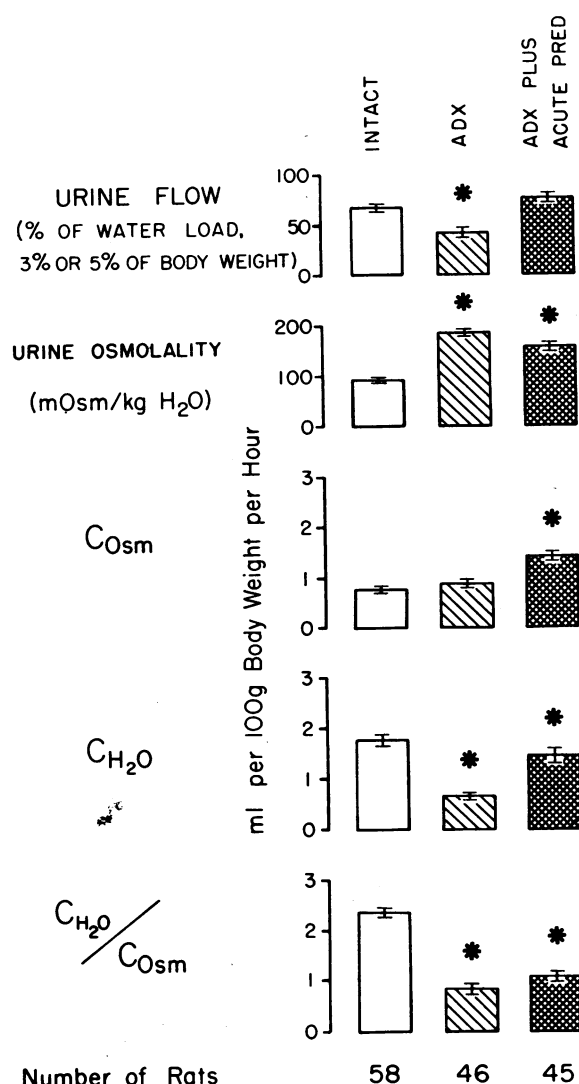 INTACT
ADX
ADX PLUS
ACUTE PRED
URINE FLOW
(% OF WATER LOAD,
3% OR 5% OF BODY WEIGHT)
100
50
0
*
URINE OSMOLALITY
(mOsm/kg H₂O)
200
100
0
* *
ml per 100g Body Weight per Hour
COsm
3
2
1
0
*
CH₂O
3
2
1
0
* *
CH₂O/COsm
3
2
1
0
* *
Number of Rats 58 46 45